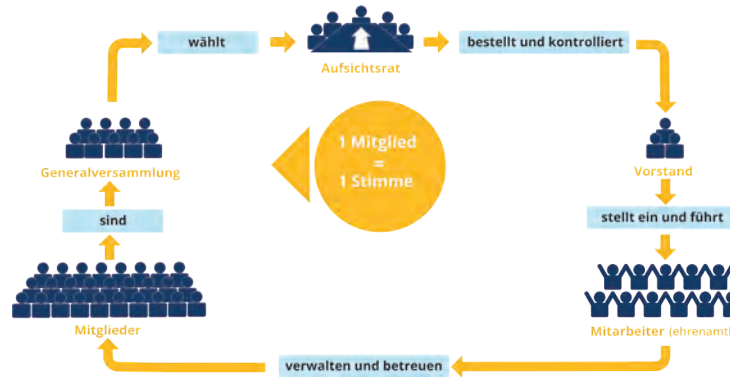 wählt
Aufsichtsrat
bestellt und kontrolliert
Generalversammlung
1 Mitglied
=
1 Stimme
Vorstand
sind
stellt ein und führt
Mitglieder
Mitarbeiter
verwalten und betreuen